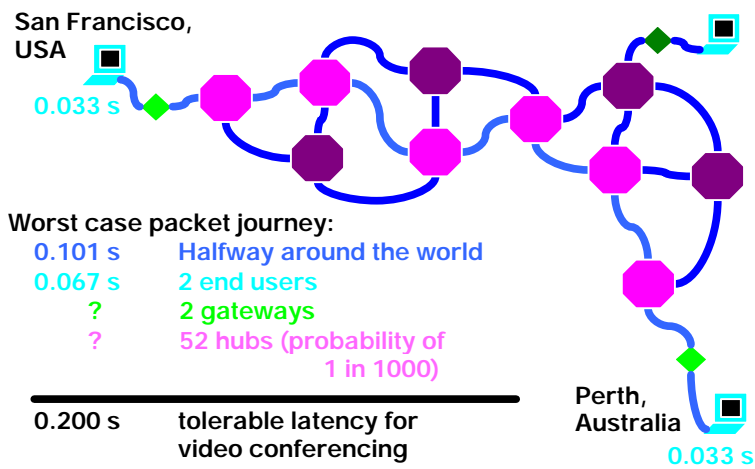 San Francisco,
USA
0.033 s
Worst case packet journey:
0.101 s Halfway around the world
0.067 s 2 end users
? 2 gateways
? 52 hubs (probability of
1 in 1000)
0.200 s tolerable latency for
video conferencing
Perth,
Australia
0.033 s